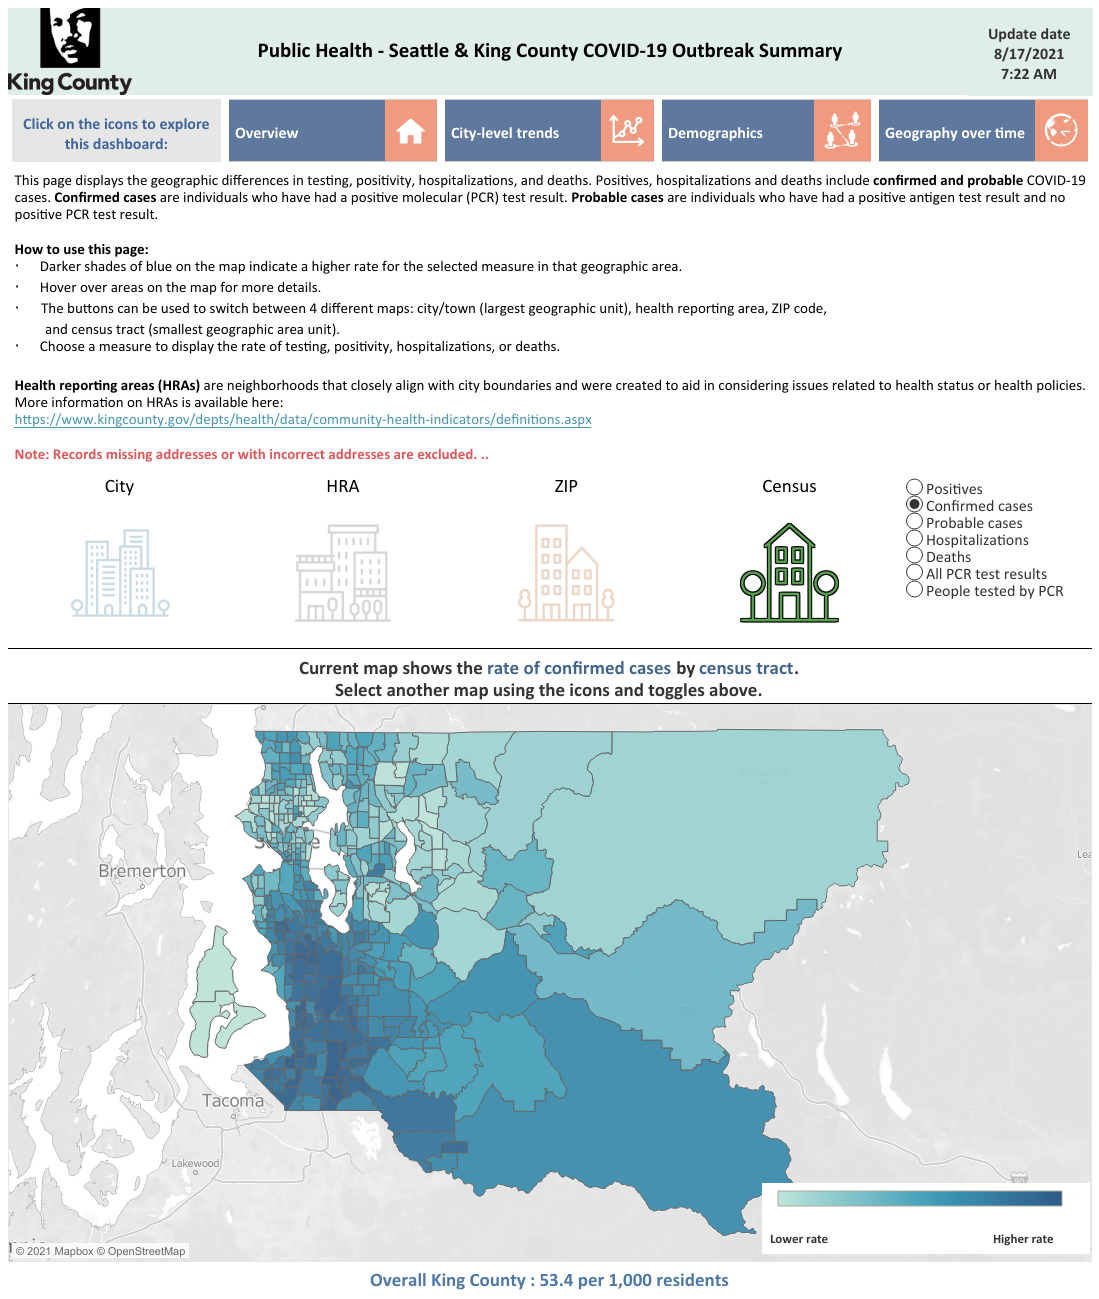 King County
Public Health - Seattle & King County COVID-19 Outbreak Summary
Update date
8/17/2021
7:22 AM
Click on the icons to explore
this dashboard:
Overview
City-level trends
Demographics
Geography over time
This page displays the geographic differences in testing, positivity, hospitalizations, and deaths. Positives, hospitalizations and deaths include confirmed and probable COVID-19
cases. Confirmed cases are individuals who have had a positive molecular (PCR) test result. Probable cases are individuals who have had a positive antigen test result and no
positive PCR test result.
How to use this page:
· Darker shades of blue on the map indicate a higher rate for the selected measure in that geographic area.
· Hover over areas on the map for more details.
· The buttons can be used to switch between 4 different maps: city/town (largest geographic unit), health reporting area, ZIP code,
and census tract (smallest geographic area unit).
· Choose a measure to display the rate of testing, positivity, hospitalizations, or deaths.
Health reporting areas (HRAs) are neighborhoods that closely align with city boundaries and were created to aid in considering issues related to health status or health policies.
More information on HRAs is available here:
https://www.kingcounty.gov/depts/health/data/community-health-indicators/definitions.aspx
Note: Records missing addresses or with incorrect addresses are excluded. ..
City
HRA
ZIP
Census
Positives
Confirmed cases
Probable cases
Hospitalizations
Deaths
All PCR test results
People tested by PCR
Current map shows the rate of confirmed cases by census tract.
Select another map using the icons and toggles above.
Bremerton
Lea
Tacoma
Lakewood
90
Lower rate
Higher rate
© 2021 Mapbox © OpenStreetMap
Overall King County : 53.4 per 1,000 residents